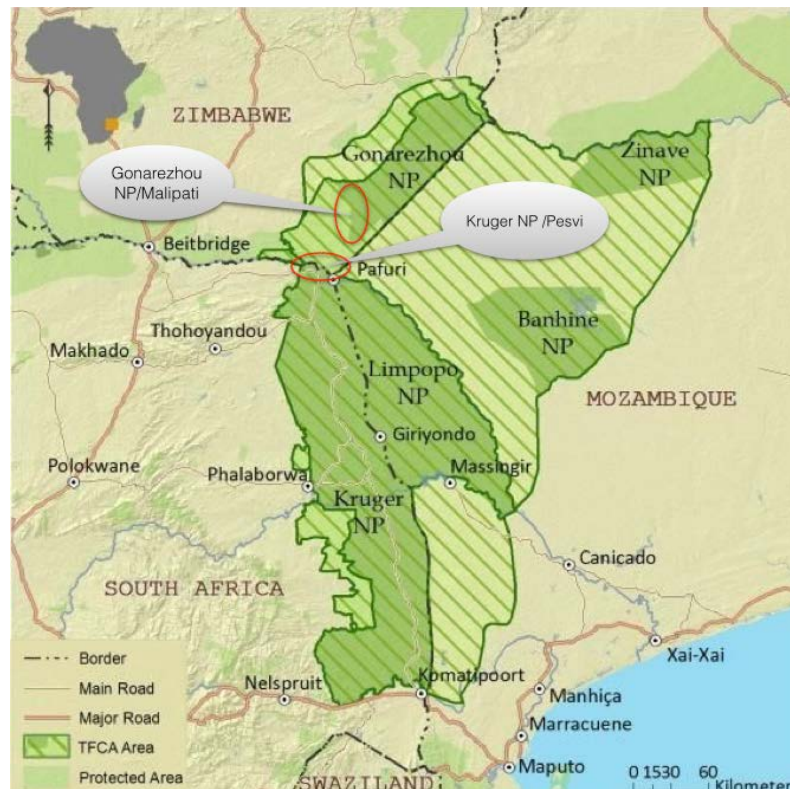 ZIMBABWE
Gonarezhou
NP
Zinave
NP
Gonarezhou
NP/Malipati
Kruger NP /Pesvi
Beitbridge
Pafuri
Thohoyandou
Makhado
Banhine
NP
Limpopo
NP
MOZAMBIQUE
Giriyondo
Polokwane
Phalaborwa
Massingir
Kruger
NP
Canicado
SOUTH AFRICA
Border
Main Road
Major Road
TFCA Area
Protected Area
Nelspruit
Komatipoort
Xai-Xai
Manhiça
Marracuene
Maputo
SWAZILAND
0 1530 60
Kilometer